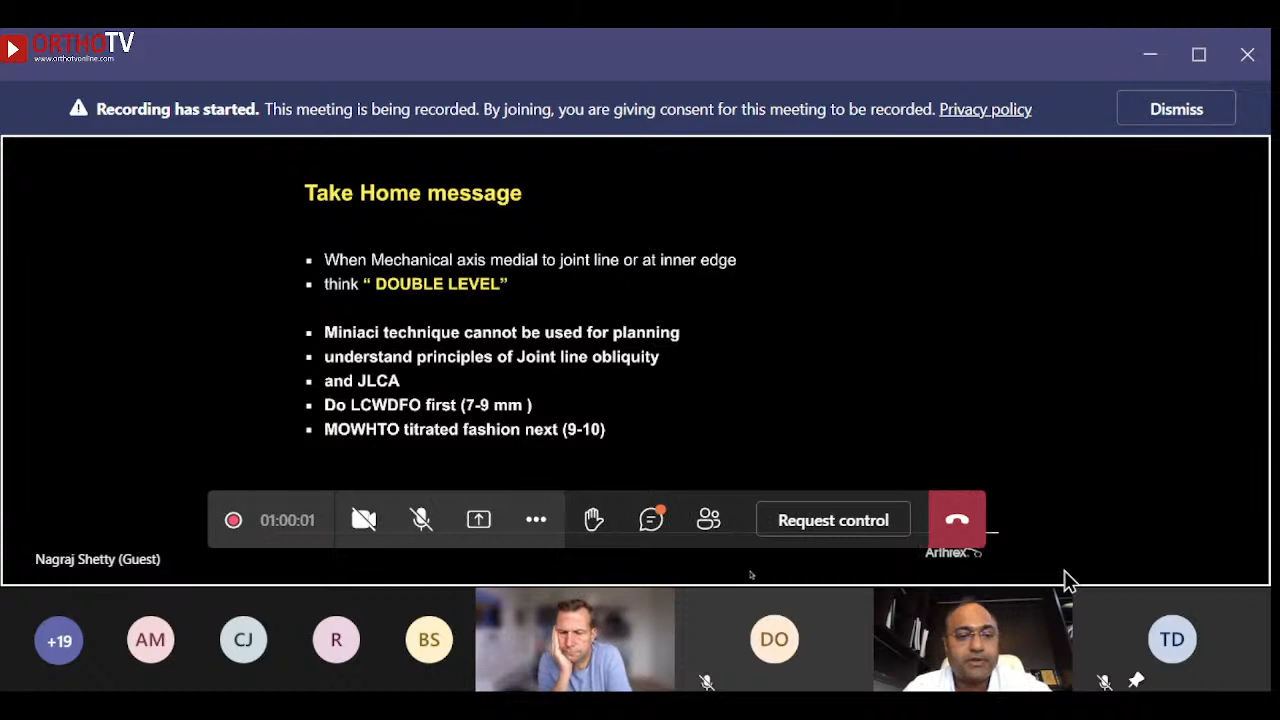 ORTHOTV
www.orthotvonline.com
Recording has started. This meeting is being recorded. By joining, you are giving consent for this meeting to be recorded. Privacy policy
Dismiss
Take Home message
▪ When Mechanical axis medial to joint line or at inner edge
▪ think “ DOUBLE LEVEL”
▪ Miniaci technique cannot be used for planning
▪ understand principles of Joint line obliquity
▪ and JLCA
▪ Do LCWDFO first (7-9 mm )
▪ MOWHTO titrated fashion next (9-10)
01:00:01
Request control
Nagraj Shetty (Guest)
Arthrex
+19
AM
CJ
R
BS
DO
TD